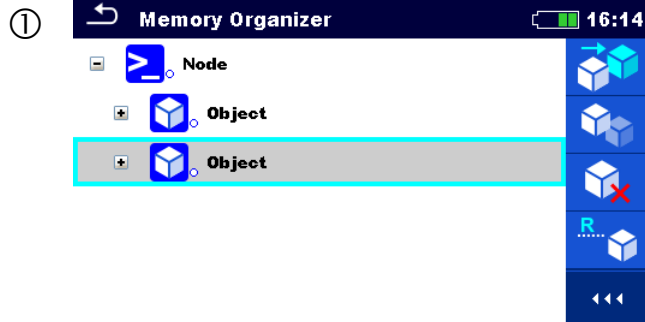 ①
Memory Organizer 16:14
>_ Node
Object
Object
R